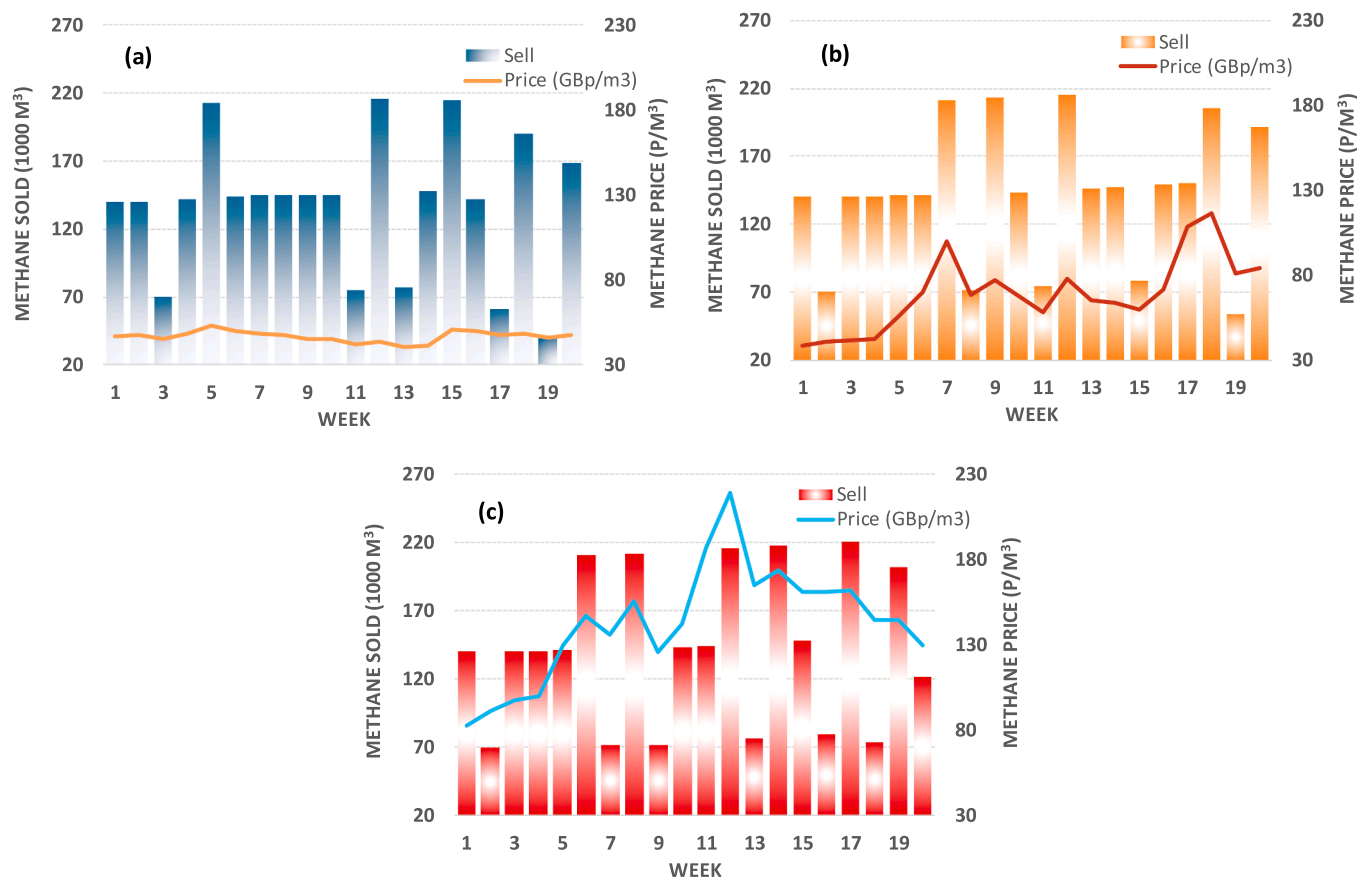 (a)
Sell
Price (GBp/m3)
METHANE SOLD (1000 M³)
270
220
170
120
70
20
METHANE PRICE (P/M³)
230
180
130
80
30
1 3 5 7 9 11 13 15 17 19
WEEK
(b)
Sell
Price (GBp/m3)
METHANE SOLD (1000 M³)
270
220
170
120
70
20
METHANE PRICE (P/M³)
230
180
130
80
30
1 3 5 7 9 11 13 15 17 19
WEEK
(c)
Sell
Price (GBp/m3)
METHANE SOLD (1000 M³)
270
220
170
120
70
20
METHANE PRICE (P/M³)
230
180
130
80
30
1 3 5 7 9 11 13 15 17 19
WEEK